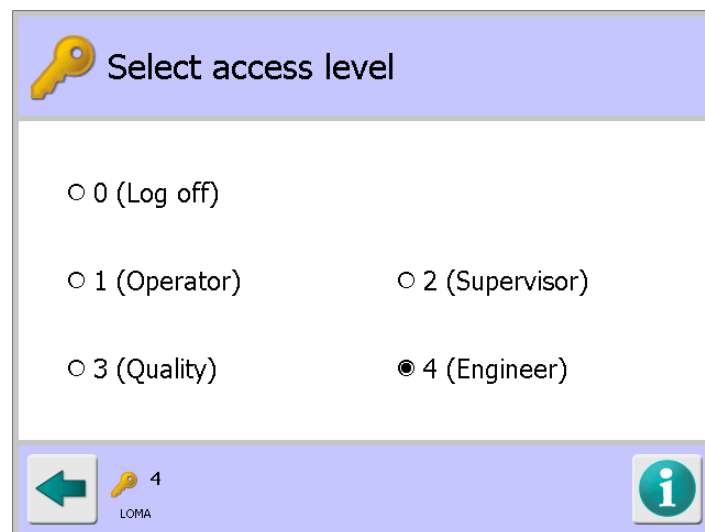 Select access level
0 (Log off)
1 (Operator) 2 (Supervisor)
3 (Quality) 4 (Engineer)
4
LOMA
i